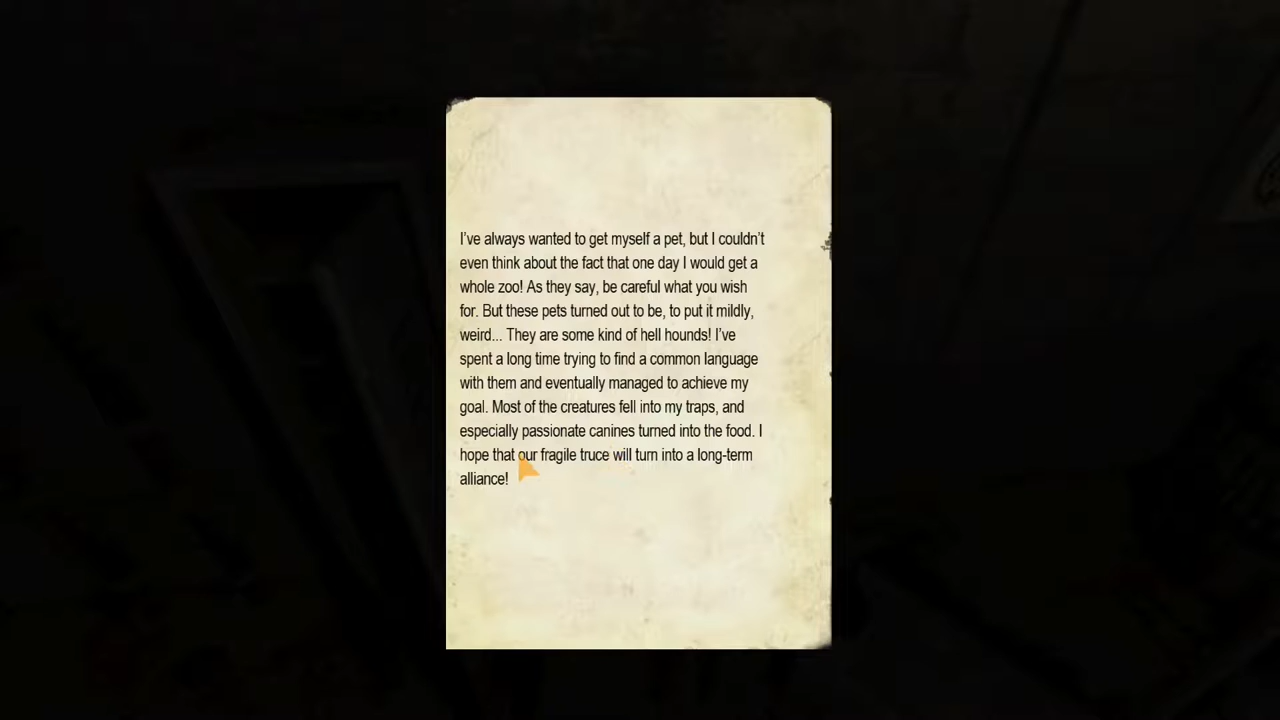 I've always wanted to get myself a pet, but I couldn't
even think about the fact that one day I would get a
whole zoo! As they say, be careful what you wish
for. But these pets turned out to be, to put it mildly,
weird... They are some kind of hell hounds! I've
spent a long time trying to find a common language
with them and eventually managed to achieve my
goal. Most of the creatures fell into my traps, and
especially passionate canines turned into the food. I
hope that our fragile truce will turn into a long-term
alliance!